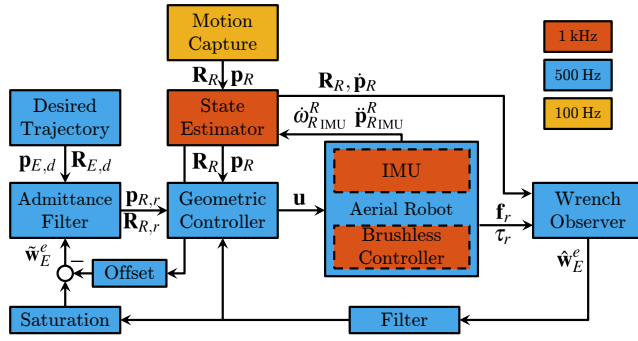 Motion
Capture
1 kHz
500 Hz
100 Hz
𝐑_R 𝐩_R
𝐑_R, 𝐩̇_R
Desired
Trajectory
State
Estimator
ω̇^R_{R IMU} 𝐩̈^R_{R IMU}
𝐩_{E,d} 𝐑_{E,d}
𝐑_R 𝐩_R
IMU
Admittance
Filter
𝐩_{R,r}
𝐑_{R,r}
Geometric
Controller
𝐮
Aerial Robot
𝐟_r
τ_r
Wrench
Observer
Brushless
Controller
𝐰̃^e_E
−
Offset
𝐰̂^e_E
Saturation
Filter